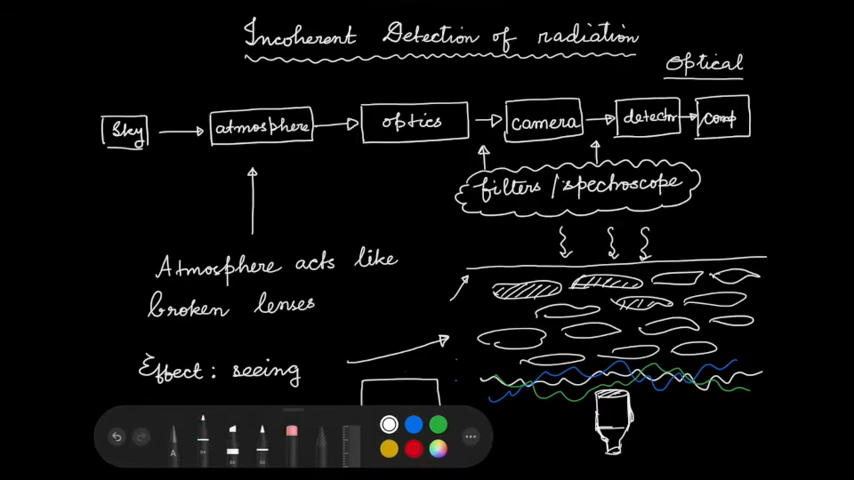 Incoherent Detection of radiation
Optical
Sky
atmosphere
optics
camera
detector
comp
filters/spectroscope
Atmosphere acts like
broken lenses
Effect: seeing
A